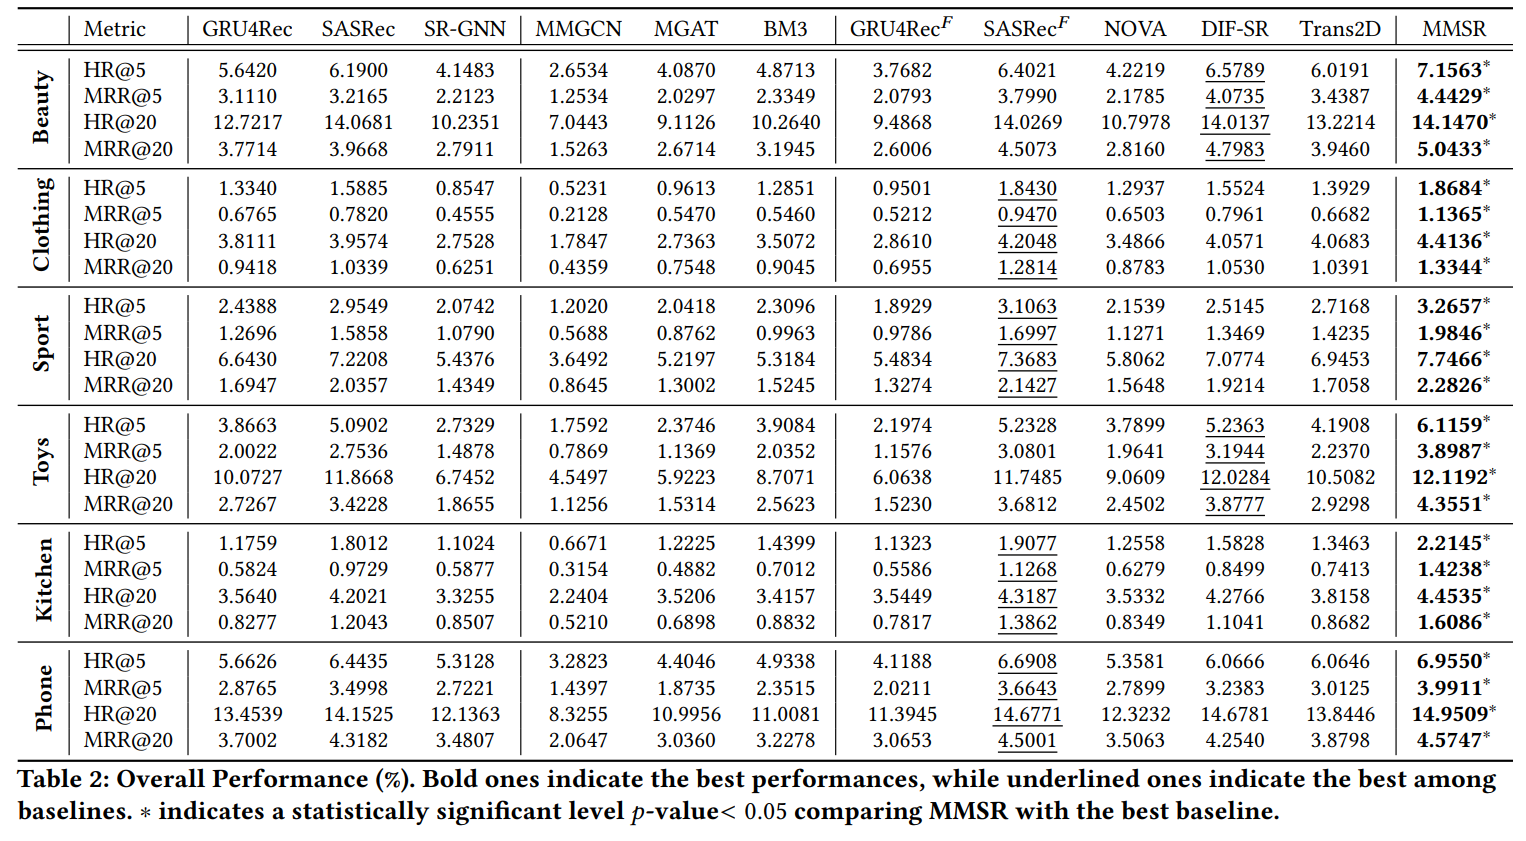 Metric GRU4Rec SASRec SR-GNN MMGCN MGAT BM3 GRU4Rec^F SASRec^F NOVA DIF-SR Trans2D MMSR
Beauty
HR@5 5.6420 6.1900 4.1483 2.6534 4.0870 4.8713 3.7682 6.4021 4.2219 6.5789 6.0191 7.1563*
MRR@5 3.1110 3.2165 2.2123 1.2534 2.0297 2.3349 2.0793 3.7990 2.1785 4.0735 3.4387 4.4429*
HR@20 12.7217 14.0681 10.2351 7.0443 9.1126 10.2640 9.4868 14.0269 10.7978 14.0137 13.2214 14.1470*
MRR@20 3.7714 3.9668 2.7911 1.5263 2.6714 3.1945 2.6006 4.5073 2.8160 4.7983 3.9460 5.0433*
Clothing
HR@5 1.3340 1.5885 0.8547 0.5231 0.9613 1.2851 0.9501 1.8430 1.2937 1.5524 1.3929 1.8684*
MRR@5 0.6765 0.7820 0.4555 0.2128 0.5470 0.5460 0.5212 0.9470 0.6503 0.7961 0.6682 1.1365*
HR@20 3.8111 3.9574 2.7528 1.7847 2.7363 3.5072 2.8610 4.2048 3.4866 4.0571 4.0683 4.4136*
MRR@20 0.9418 1.0339 0.6251 0.4359 0.7548 0.9045 0.6955 1.2814 0.8783 1.0530 1.0391 1.3344*
Sport
HR@5 2.4388 2.9549 2.0742 1.2020 2.0418 2.3096 1.8929 3.1063 2.1539 2.5145 2.7168 3.2657*
MRR@5 1.2696 1.5858 1.0790 0.5688 0.8762 0.9963 0.9786 1.6997 1.1271 1.3469 1.4235 1.9846*
HR@20 6.6430 7.2208 5.4376 3.6492 5.2197 5.3184 5.4834 7.3683 5.8062 7.0774 6.9453 7.7466*
MRR@20 1.6947 2.0357 1.4349 0.8645 1.3002 1.5245 1.3274 2.1427 1.5648 1.9214 1.7058 2.2826*
Toys
HR@5 3.8663 5.0902 2.7329 1.7592 2.3746 3.9084 2.1974 5.2328 3.7899 5.2363 4.1908 6.1159*
MRR@5 2.0022 2.7536 1.4878 0.7869 1.1369 2.0352 1.1576 3.0801 1.9641 3.1944 2.2370 3.8987*
HR@20 10.0727 11.8668 6.7452 4.5497 5.9223 8.7071 6.0638 11.7485 9.0609 12.0284 10.5082 12.1192*
MRR@20 2.7267 3.4228 1.8655 1.1256 1.5314 2.5623 1.5230 3.6812 2.4502 3.8777 2.9298 4.3551*
Kitchen
HR@5 1.1759 1.8012 1.1024 0.6671 1.2225 1.4399 1.1323 1.9077 1.2558 1.5828 1.3463 2.2145*
MRR@5 0.5824 0.9729 0.5877 0.3154 0.4882 0.7012 0.5586 1.1268 0.6279 0.8499 0.7413 1.4238*
HR@20 3.5640 4.2021 3.3255 2.2404 3.5206 3.4157 3.5449 4.3187 3.5332 4.2766 3.8158 4.4535*
MRR@20 0.8277 1.2043 0.8507 0.5210 0.6898 0.8832 0.7817 1.3862 0.8349 1.1041 0.8682 1.6086*
Phone
HR@5 5.6626 6.4435 5.3128 3.2823 4.4046 4.9338 4.1188 6.6908 5.3581 6.0666 6.0646 6.9550*
MRR@5 2.8765 3.4998 2.7221 1.4397 1.8735 2.3515 2.0211 3.6643 2.7899 3.2383 3.0125 3.9911*
HR@20 13.4539 14.1525 12.1363 8.3255 10.9956 11.0081 11.3945 14.6771 12.3232 14.6781 13.8446 14.9509*
MRR@20 3.7002 4.3182 3.4807 2.0647 3.0360 3.2278 3.0653 4.5001 3.5063 4.2540 3.8798 4.5747*
Table 2: Overall Performance (%). Bold ones indicate the best performances, while underlined ones indicate the best among
baselines. * indicates a statistically significant level p-value< 0.05 comparing MMSR with the best baseline.